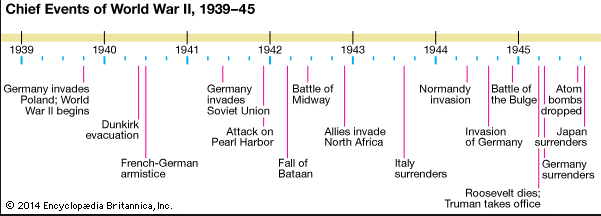 Chief Events of World War II, 1939–45
1939 1940 1941 1942 1943 1944 1945
Germany invades
Poland; World
War II begins
Dunkirk
evacuation
French-German
armistice
Germany
invades
Soviet Union
Attack on
Pearl Harbor
Fall of
Bataan
Battle of
Midway
Allies invade
North Africa
Italy
surrenders
Normandy
invasion
Invasion
of Germany
Battle of
the Bulge
Roosevelt dies;
Truman takes office
Germany
surrenders
Atom
bombs
dropped
Japan
surrenders
© 2014 Encyclopædia Britannica, Inc.